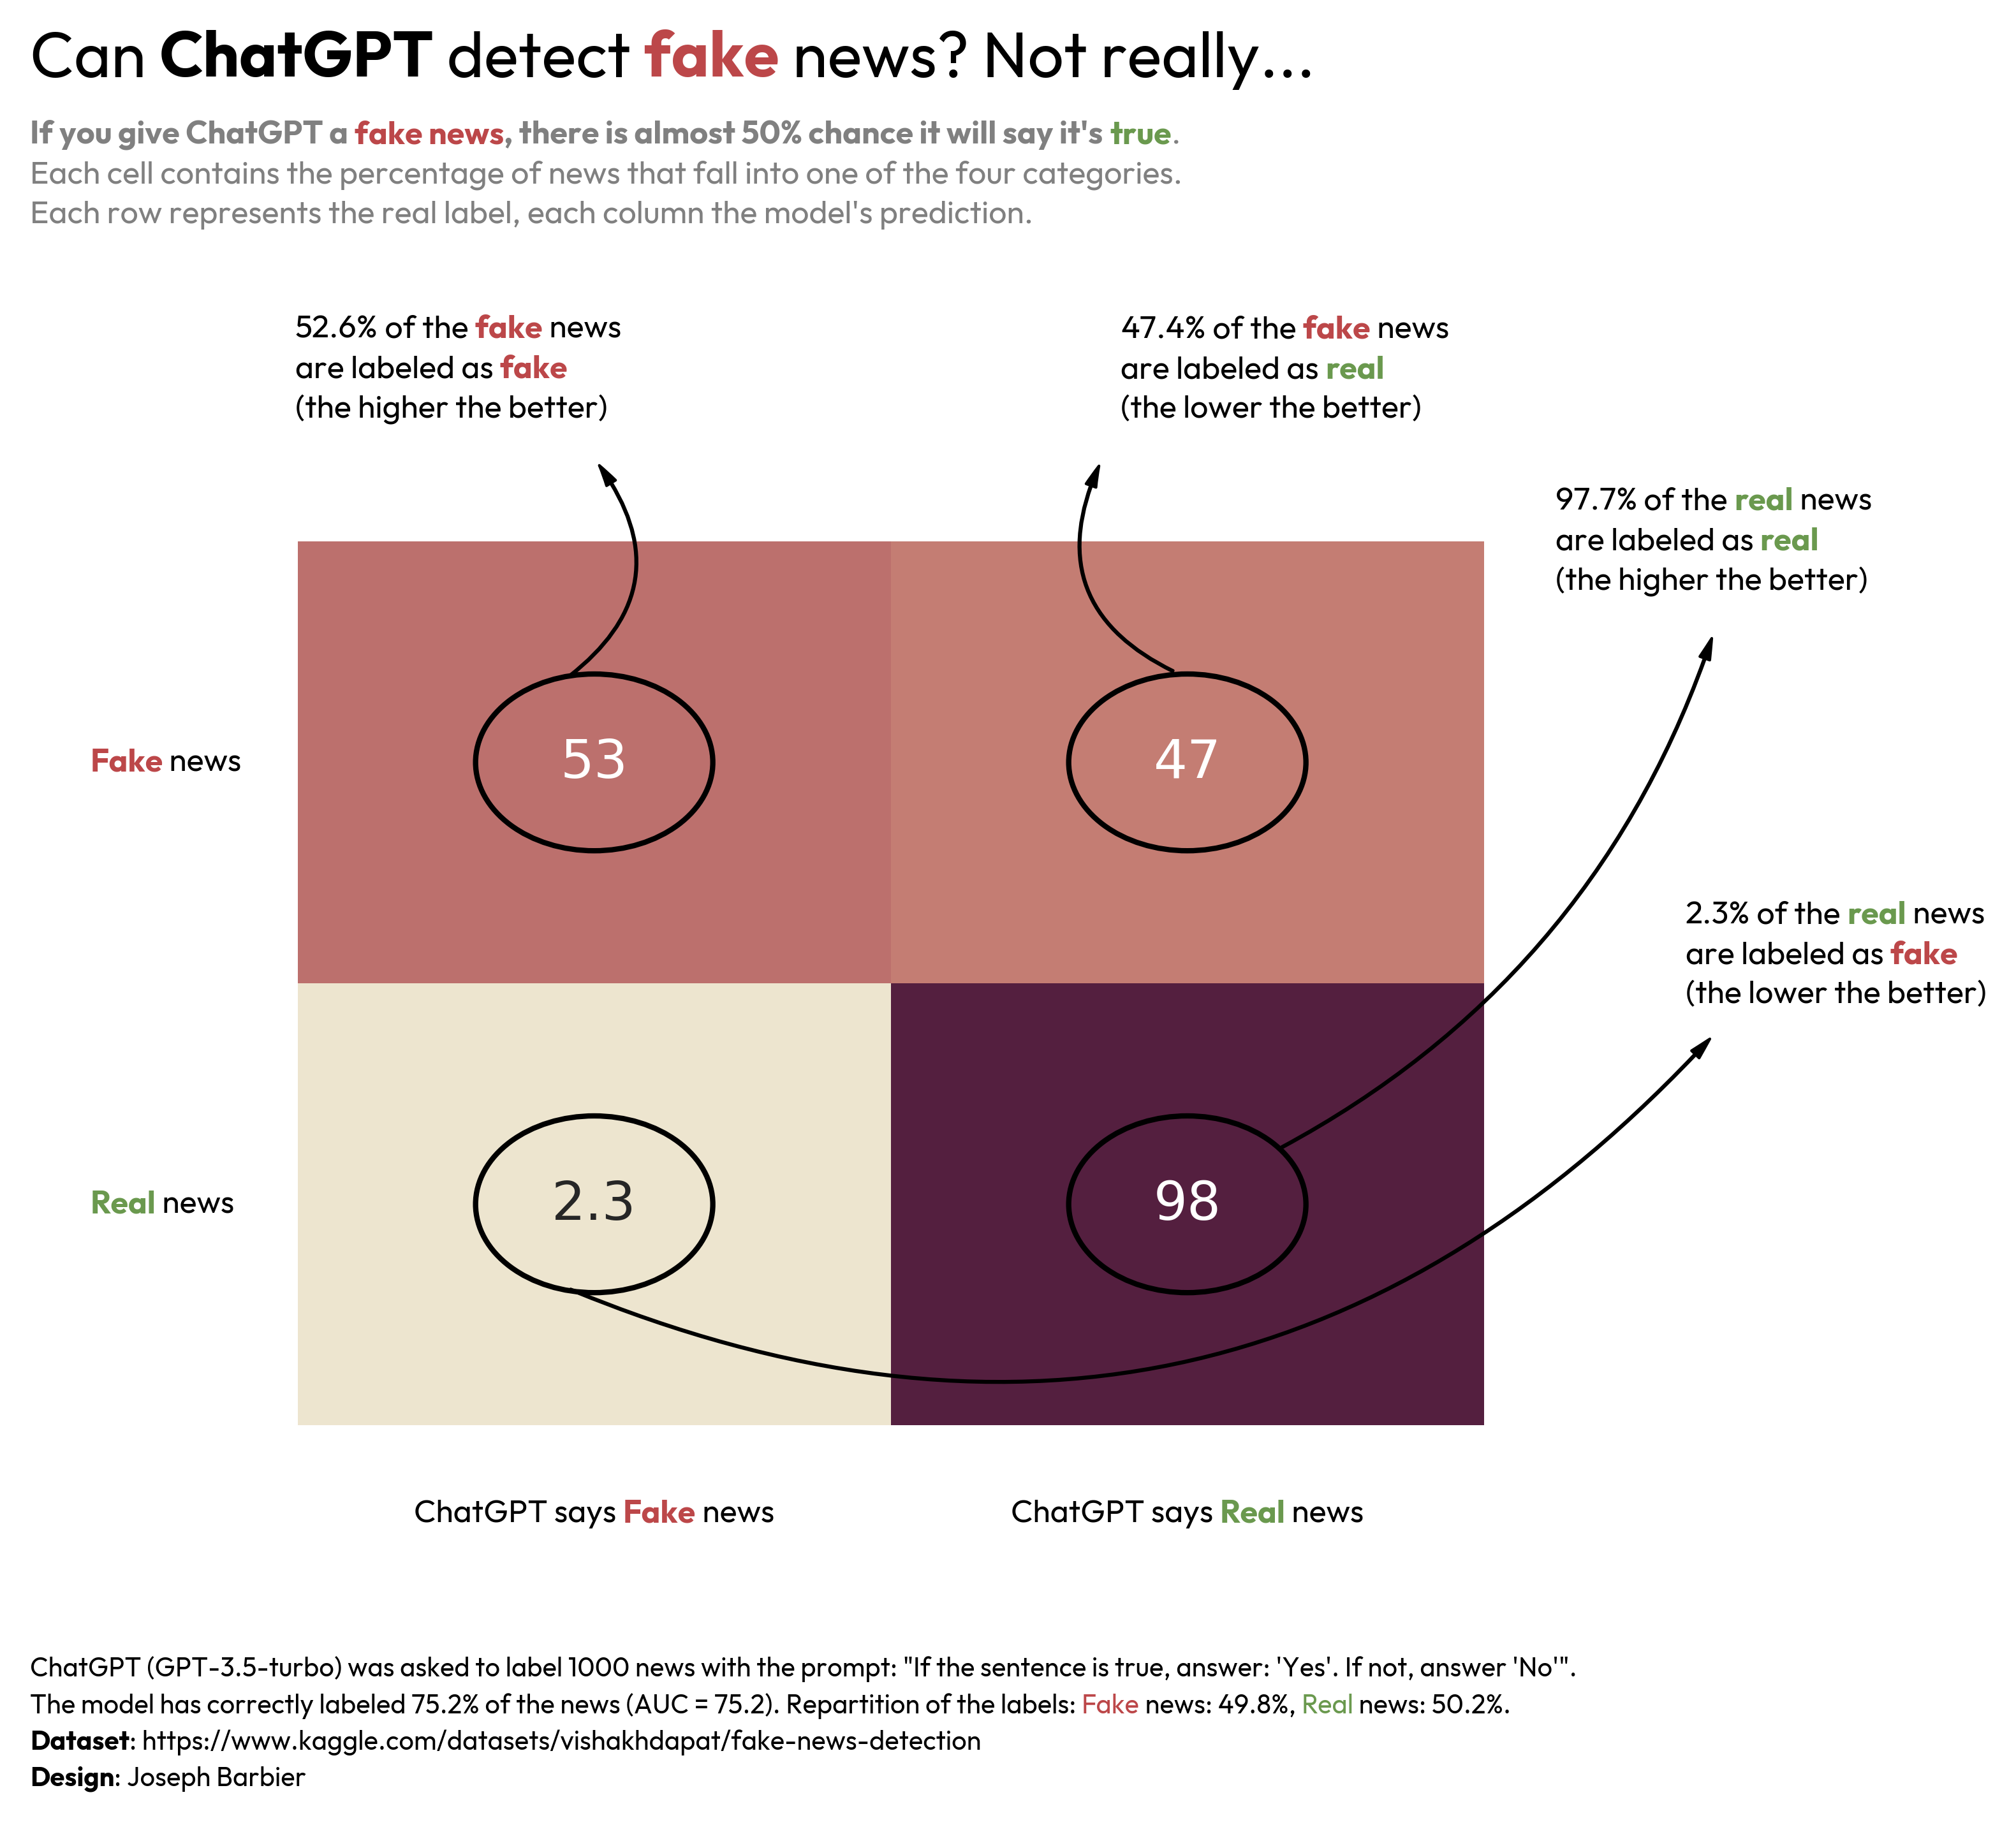 Can ChatGPT detect fake news? Not really...
If you give ChatGPT a fake news, there is almost 50% chance it will say it's true.
Each cell contains the percentage of news that fall into one of the four categories.
Each row represents the real label, each column the model's prediction.
52.6% of the fake news
are labeled as fake
(the higher the better)
47.4% of the fake news
are labeled as real
(the lower the better)
97.7% of the real news
are labeled as real
(the higher the better)
Fake news
53
47
2.3% of the real news
are labeled as fake
(the lower the better)
Real news
2.3
98
ChatGPT says Fake news
ChatGPT says Real news
ChatGPT (GPT-3.5-turbo) was asked to label 1000 news with the prompt: "If the sentence is true, answer: 'Yes'. If not, answer 'No'".
The model has correctly labeled 75.2% of the news (AUC = 75.2). Repartition of the labels: Fake news: 49.8%, Real news: 50.2%.
Dataset: https://www.kaggle.com/datasets/vishakhdapat/fake-news-detection
Design: Joseph Barbier